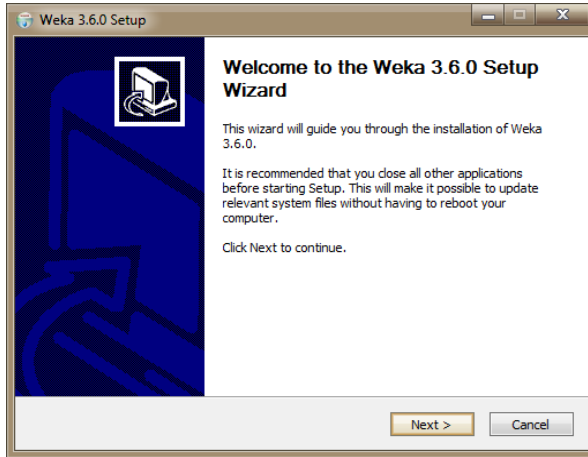 Weka 3.6.0 Setup
Welcome to the Weka 3.6.0 Setup
Wizard
This wizard will guide you through the installation of Weka
3.6.0.
It is recommended that you close all other applications
before starting Setup. This will make it possible to update
relevant system files without having to reboot your
computer.
Click Next to continue.
Next >
Cancel